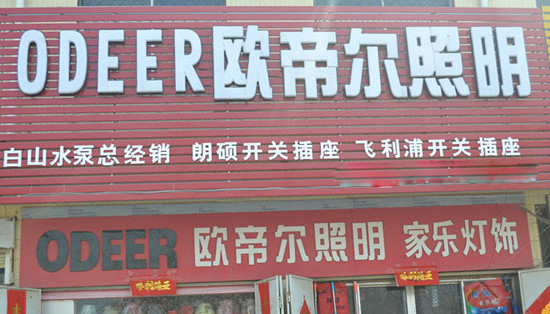 ODEER欧帝尔照明
白山水泵总经销 朗硕开关插座 飞利浦开关插座
ODEER 欧帝尔照明 家乐灯饰